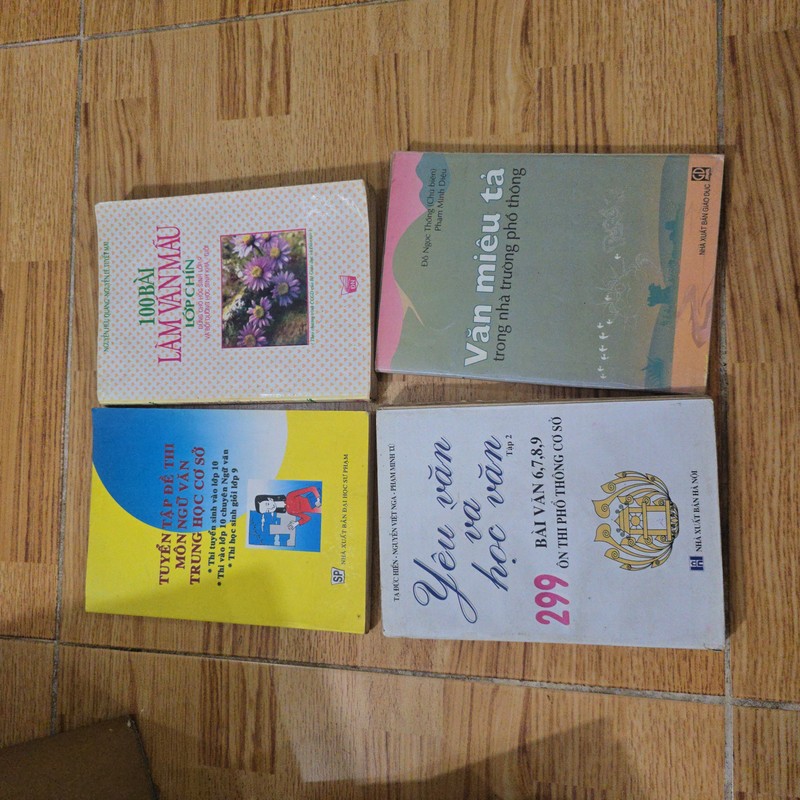 100 BÀI
LÀM VĂN MẪU
LỚP CHÍN
Đỗ Ngọc Thống (Chủ biên)
Phạm Minh Diệu
Văn miêu tả
trong nhà trường phổ thông
NHÀ XUẤT BẢN GIÁO DỤC
TUYỂN TẬP ĐỀ THI
MÔN NGỮ VĂN
TRUNG HỌC CƠ SỞ
* Thi tuyển sinh vào lớp 10
* Thi vào lớp 10 chuyên Ngữ văn
* Thi học sinh giỏi lớp 9
SP
NHÀ XUẤT BẢN ĐẠI HỌC SƯ PHẠM
TẠ ĐỨC HIỀN - NGUYỄN VIỆT NGA - PHẠM MINH TÚ
Yêu văn
và
học văn
Tập 2
299 BÀI VĂN 6,7,8,9
ÔN THI PHỔ THÔNG CƠ SỞ
NHÀ XUẤT BẢN HÀ NỘI